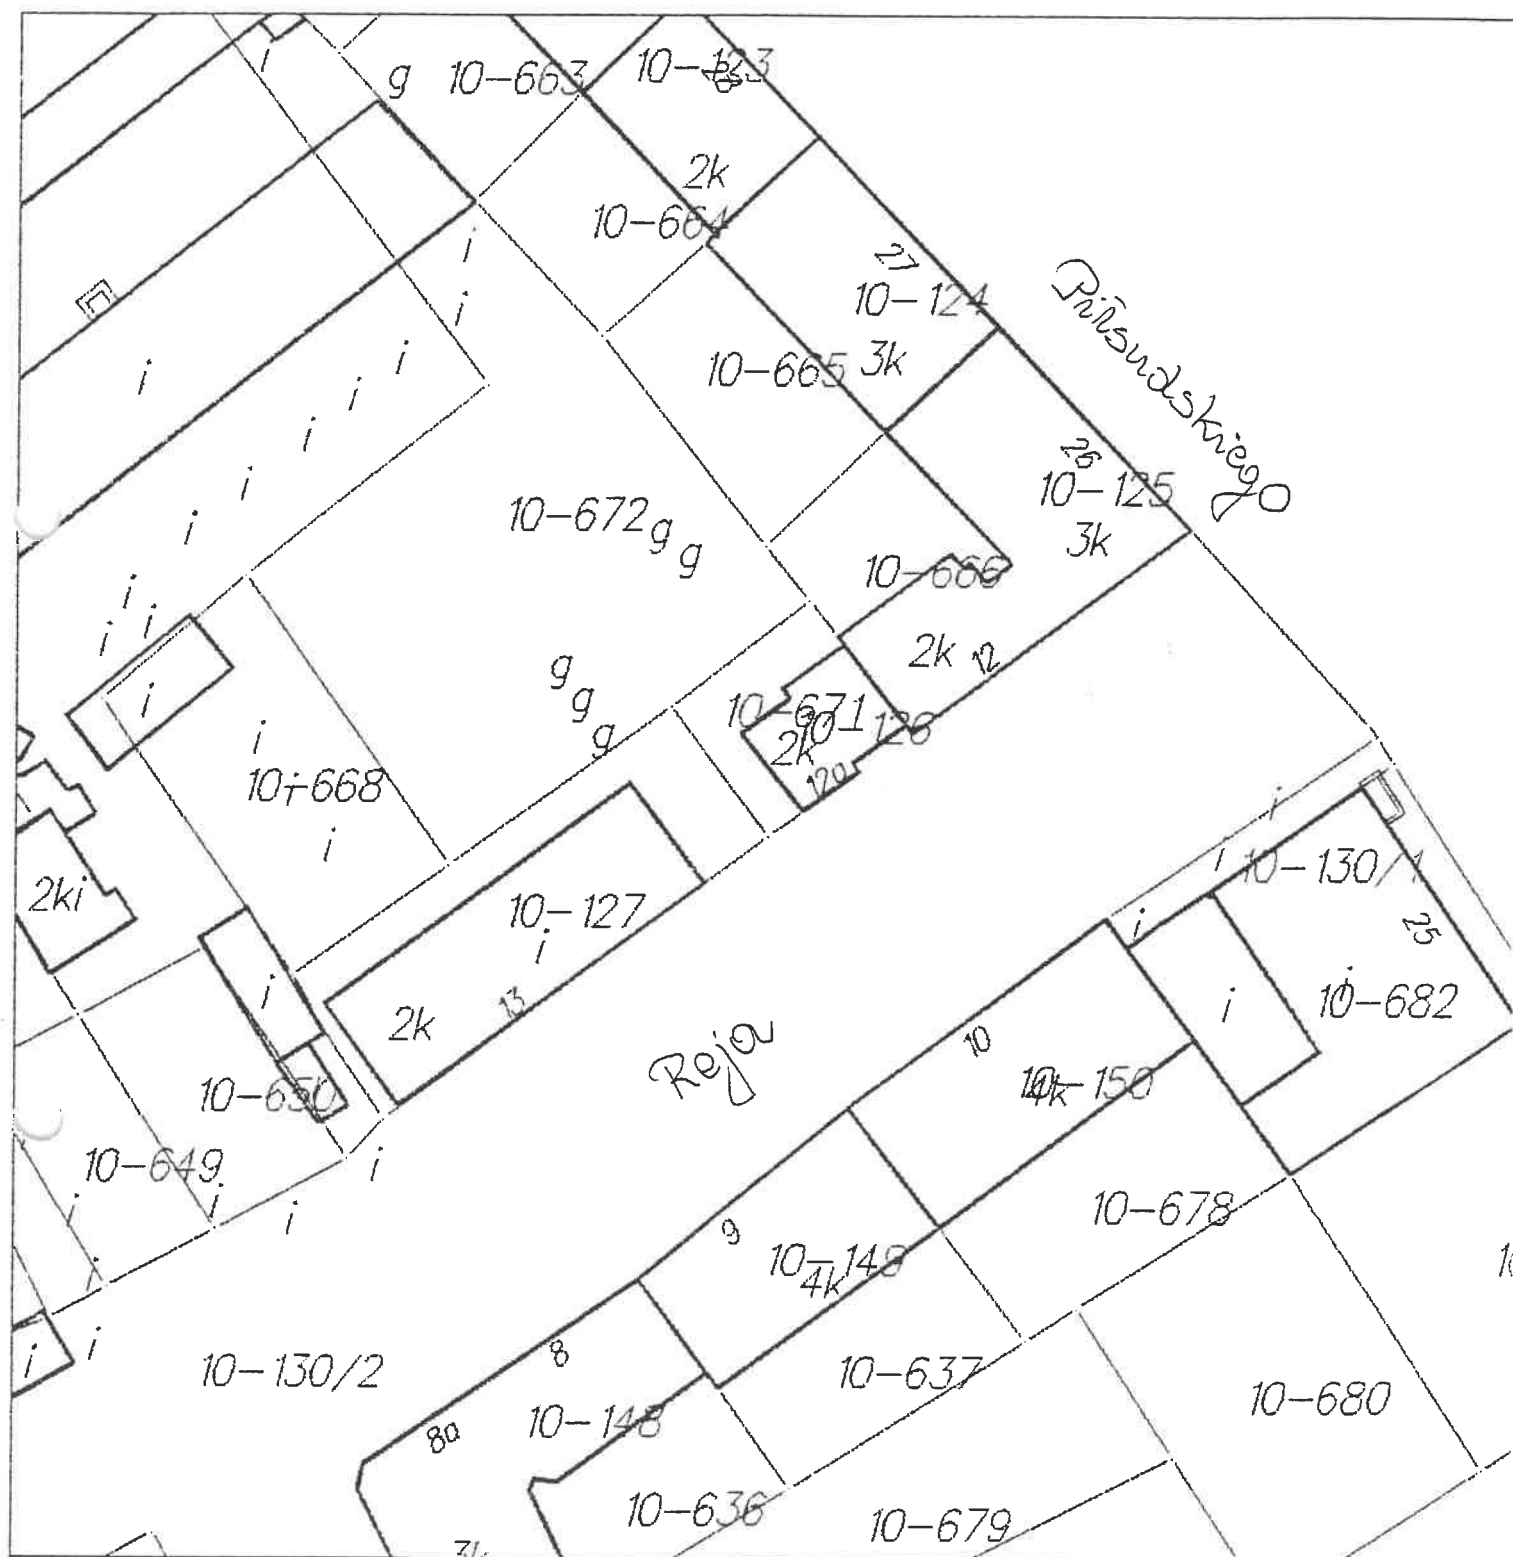 i
g
10-663
10-123
2k
10-664
i
i
27
10-124
3k
Piłsudskiego
i
i
i
i
i
i
i
10-665
26
10-125
3k
10-672
g
g
10-666
i
i
i
2k
12
g
g
g
10-671
2k
12a
i
i
10-668
i
2ki
10-127
i
2k
13
i
i
i
10-130/1
i
25
10-682
i
i
Reja
10
10-150
4k
10-650
10-649
i
i
i
i
i
10-678
9
10-149
4k
i
i
10-130/2
8
8a
10-148
10-637
10-680
10-636
10-679